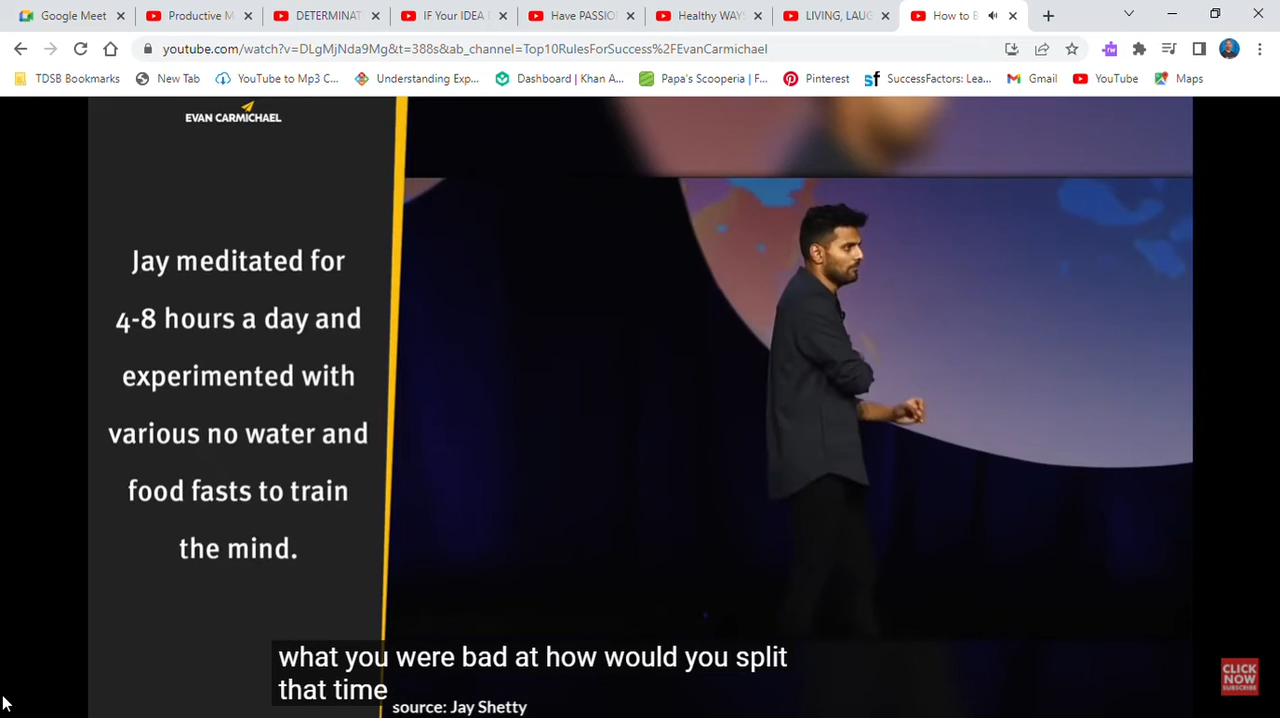 Google Meet
Productive M
DETERMINAT
IF Your IDEA D
Have PASSIO
Healthy WAYS
LIVING, LAUG
How to B
youtube.com/watch?v=DLgMjNda9Mg&t=388s&ab_channel=Top10RulesForSuccess%2FEvanCarmichael
TDSB Bookmarks
New Tab
YouTube to Mp3 C...
Understanding Exp...
Dashboard | Khan A...
Papa's Scooperia | F...
Pinterest
SuccessFactors: Lea...
Gmail
YouTube
Maps
EVAN CARMICHAEL
Jay meditated for
4-8 hours a day and
experimented with
various no water and
food fasts to train
the mind.
what you were bad at how would you split
that time
source: Jay Shetty
CLICK
NOW
SUBSCRIBE